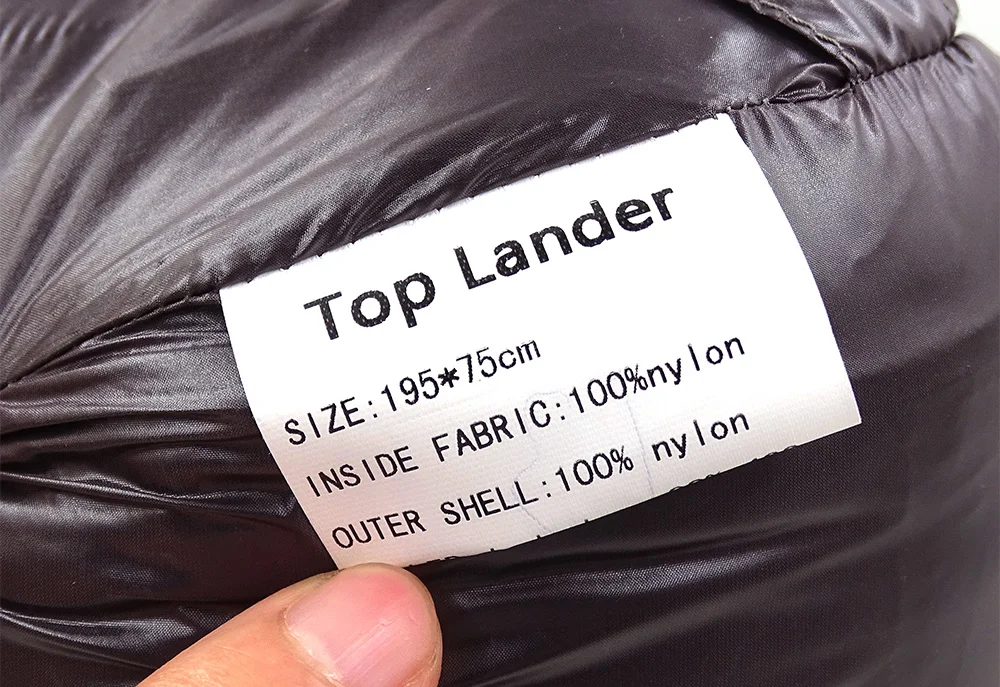 Top Lander
SIZE:195*75cm
INSIDE FABRIC:100%nylon
OUTER SHELL:100% nylon